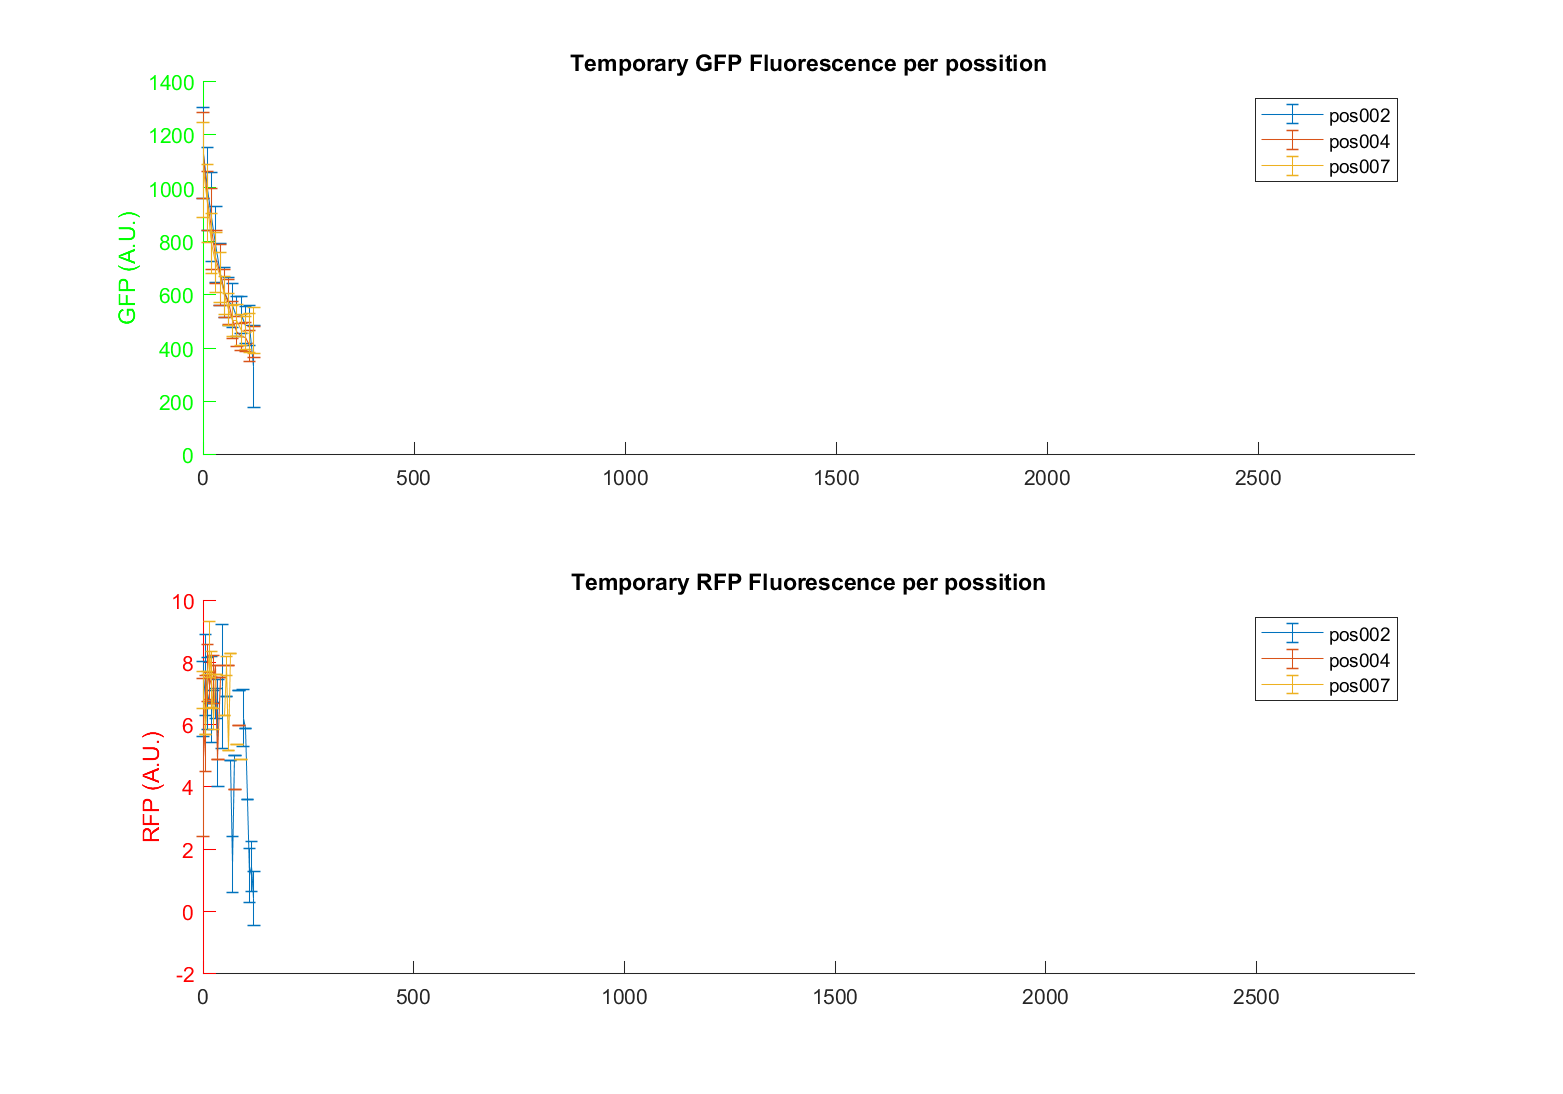 Temporary GFP Fluorescence per possition
1400
1200
1000
800
600
400
200
0
GFP (A.U.)
pos002
pos004
pos007
0 500 1000 1500 2000 2500
Temporary RFP Fluorescence per possition
10
8
6
4
2
0
-2
RFP (A.U.)
pos002
pos004
pos007
0 500 1000 1500 2000 2500